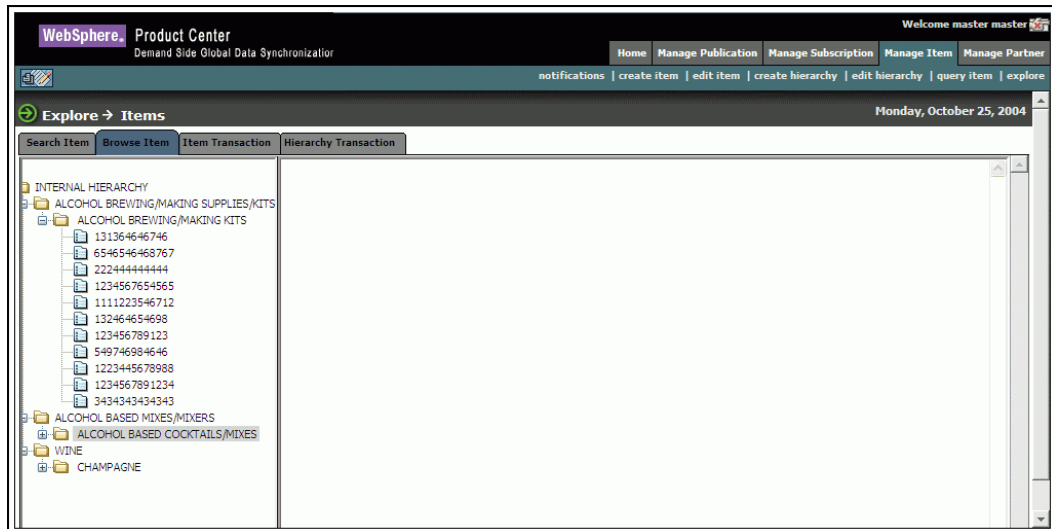 Welcome master master
WebSphere. Product Center
Demand Side Global Data Synchronization
Home Manage Publication Manage Subscription Manage Item Manage Partner
notifications | create item | edit item | create hierarchy | edit hierarchy | query item | explore
Explore → Items
Monday, October 25, 2004
Search Item Browse Item Item Transaction Hierarchy Transaction
INTERNAL HIERARCHY
ALCOHOL BREWING/MAKING SUPPLIES/KITS
ALCOHOL BREWING/MAKING KITS
131364646746
6546546468767
222444444444
1234567654565
1111223546712
132464654698
123456789123
549746984646
1223445678988
1234567891234
3434343434343
ALCOHOL BASED MIXES/MIXERS
ALCOHOL BASED COCKTAILS/MIXES
WINE
CHAMPAGNE